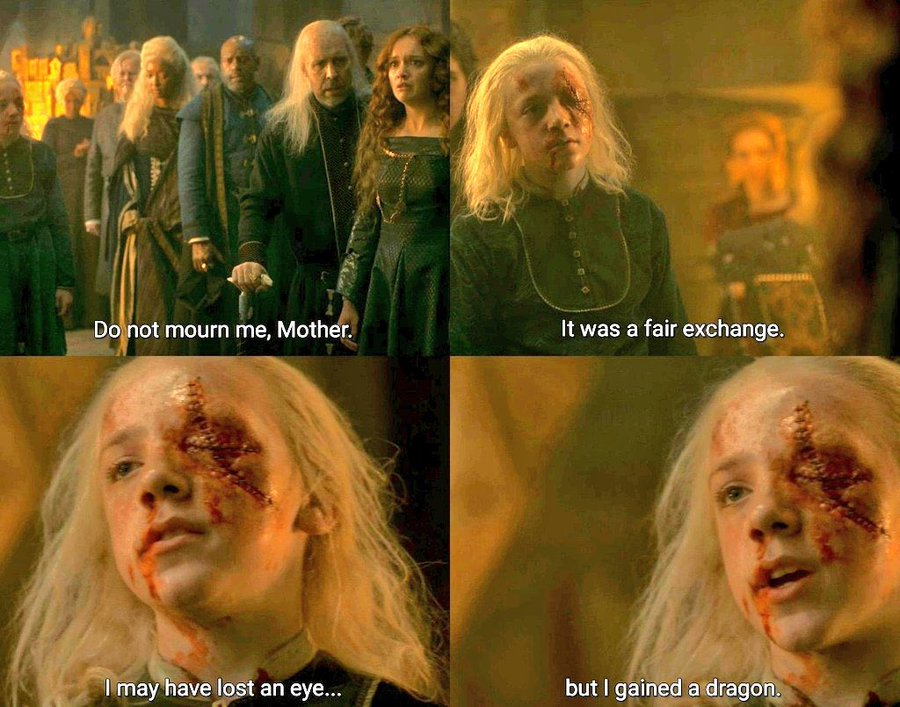 Do not mourn me, Mother.
It was a fair exchange.
I may have lost an eye...
but I gained a dragon.